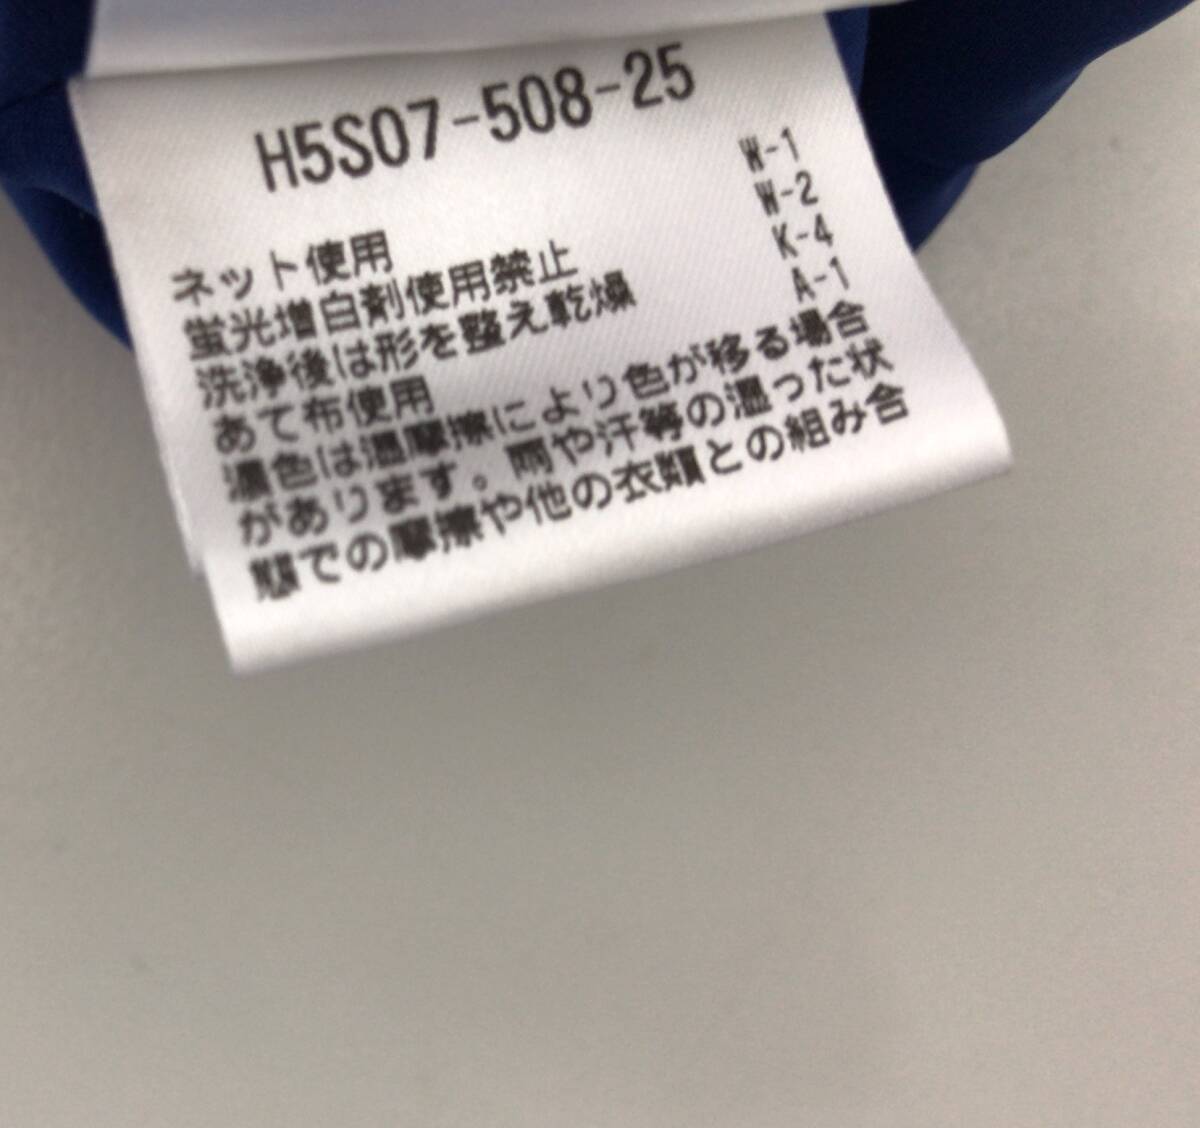 H5S07-508-25
W-1
W-2
K-4
A-1
ネット使用
蛍光増白剤使用禁止
洗浄後は形を整え乾燥
あて布使用
濃色は湿摩擦により色が移る場合
があります。雨や汗等の湿った状
態での摩擦や他の衣類との組み合